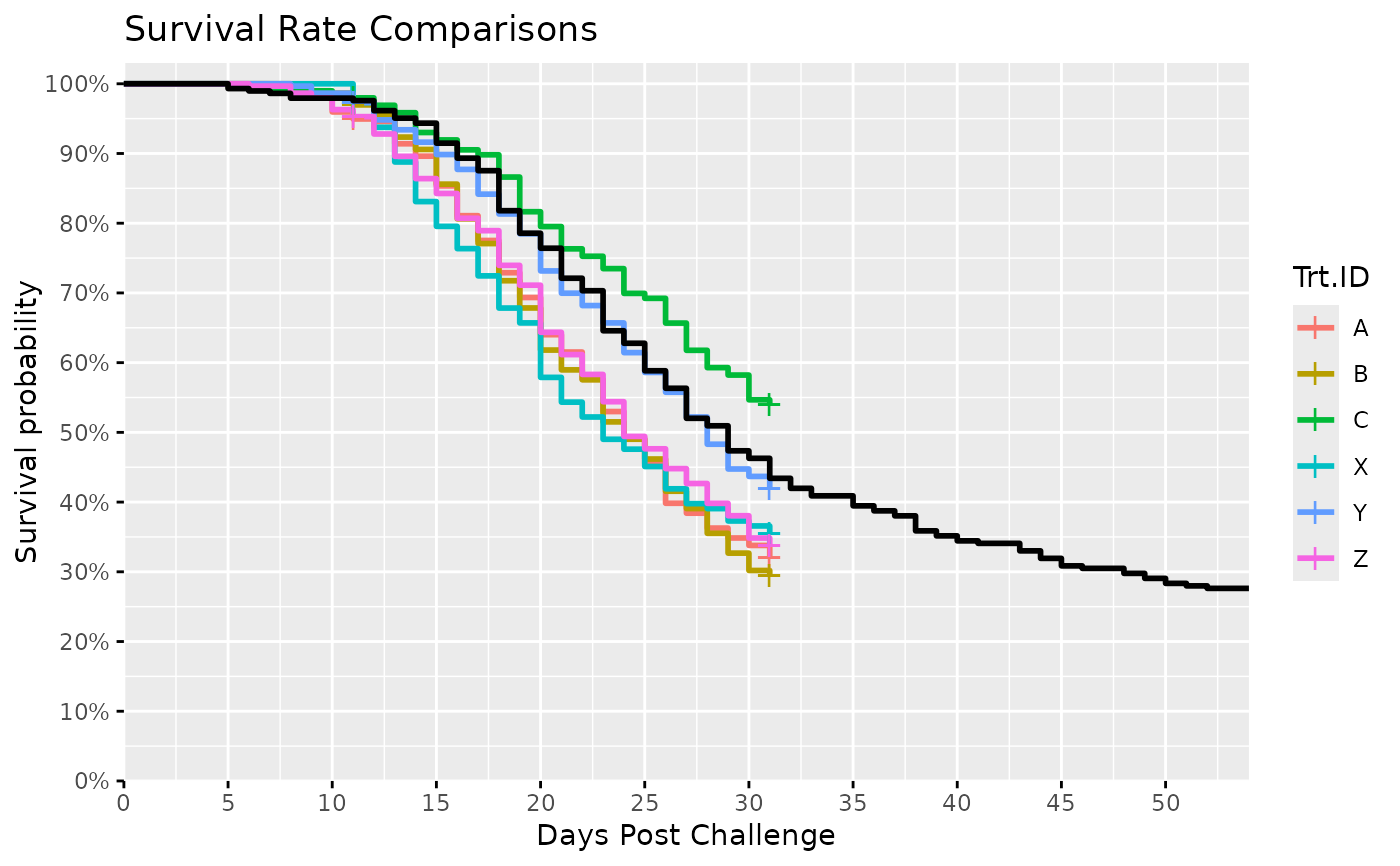 Survival Rate Comparisons
Survival probability
100%
90%
80%
70%
60%
50%
40%
30%
20%
10%
0%
0 5 10 15 20 25 30 35 40 45 50
Days Post Challenge
Trt.ID
A
B
C
X
Y
Z